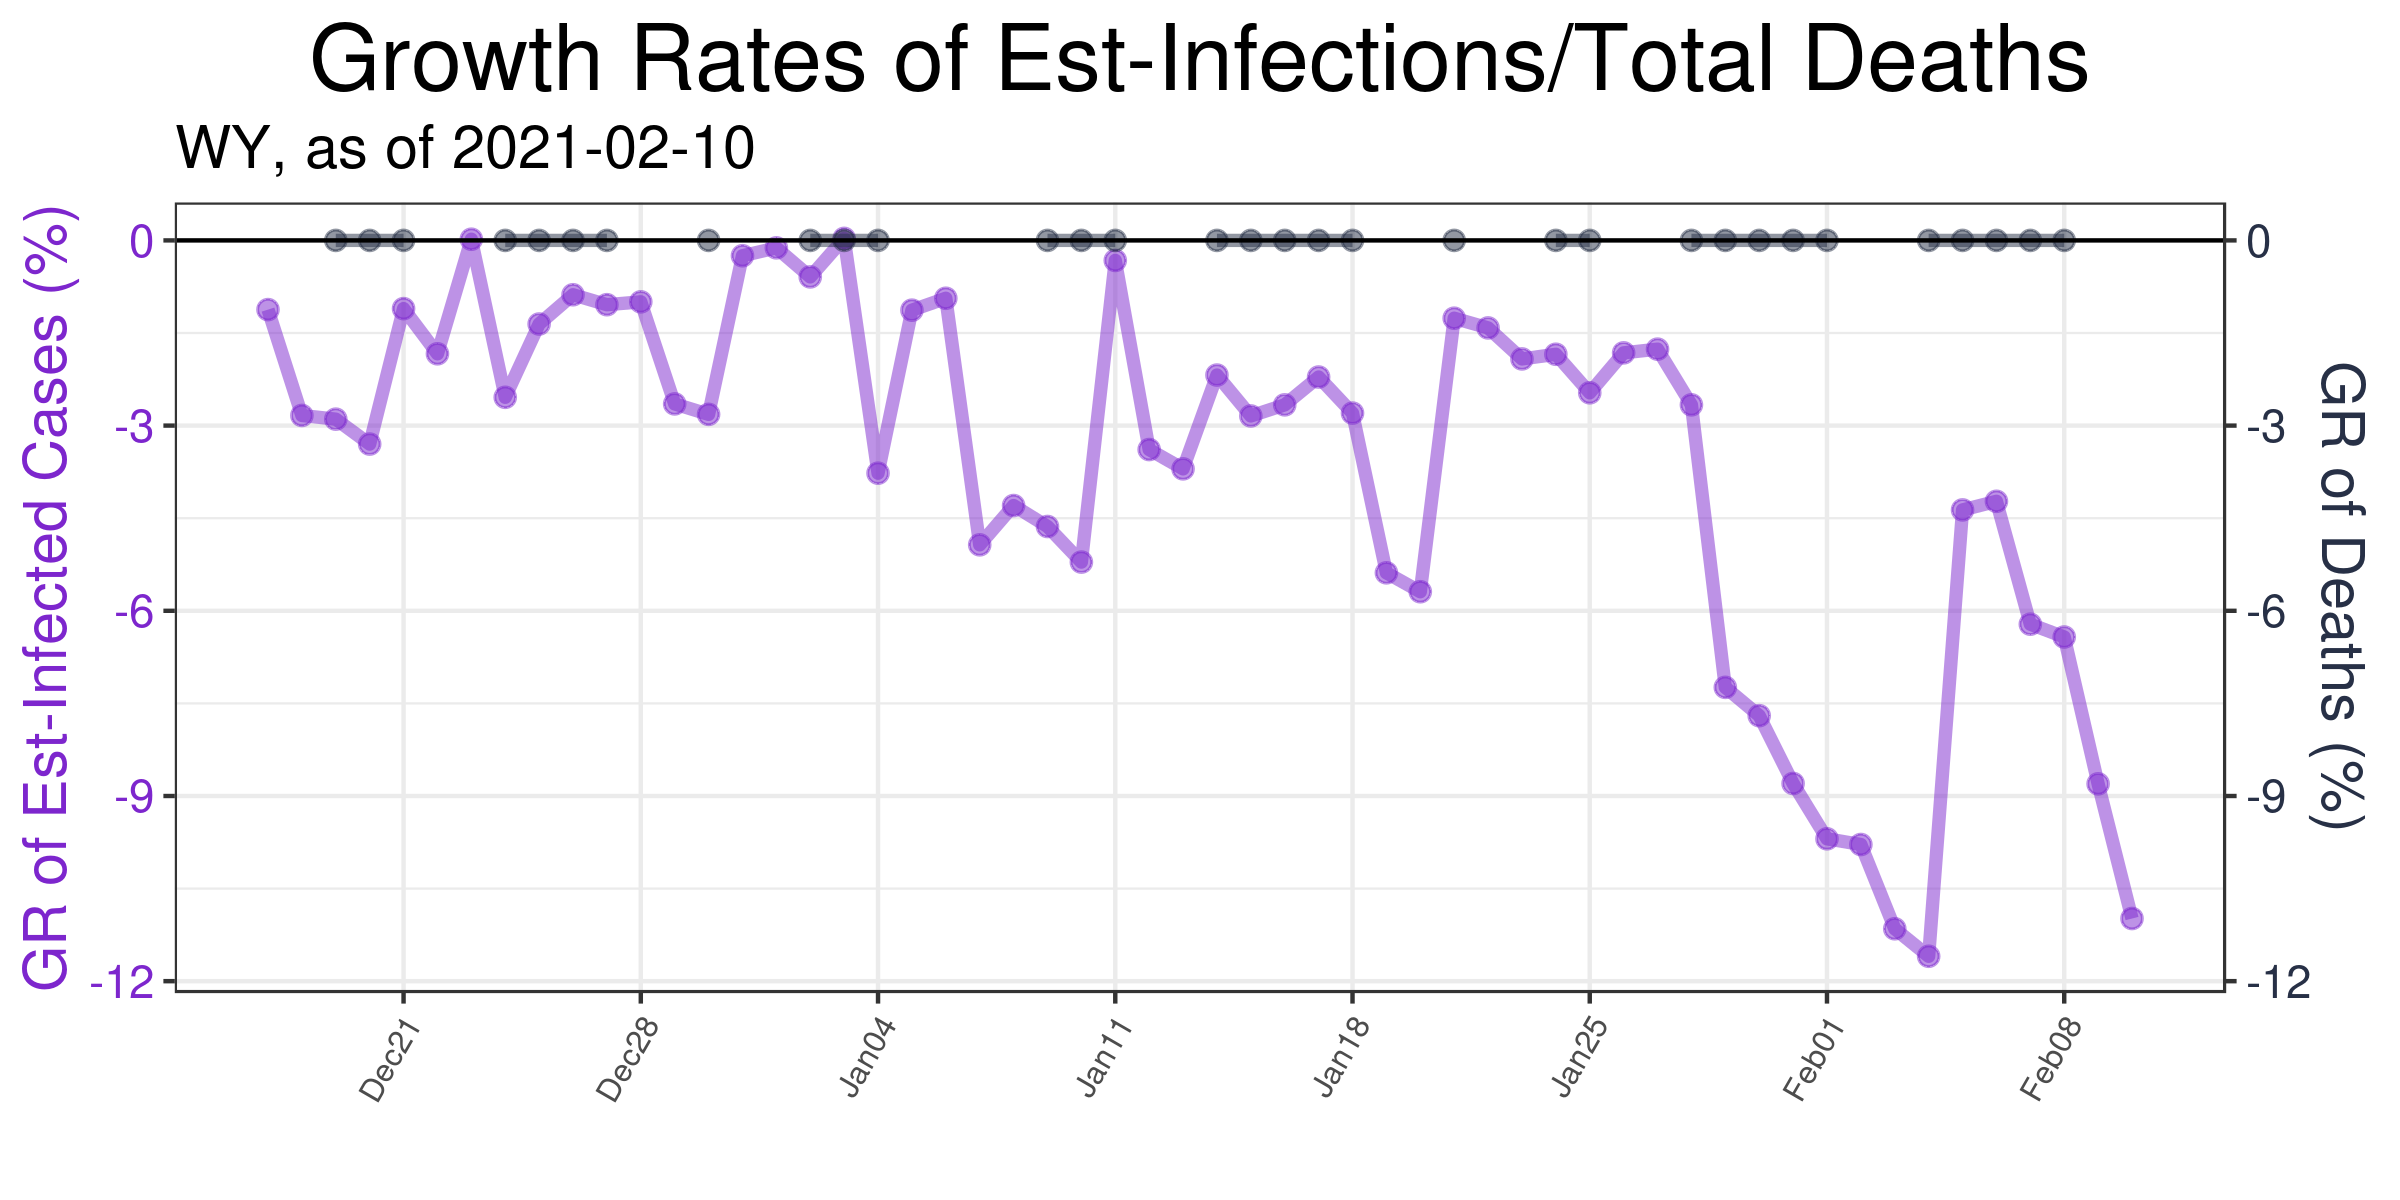 Growth Rates of Est-Infections/Total Deaths
WY, as of 2021-02-10
GR of Est-Infected Cases (%)
0
-3
-6
-9
-12
0
-3
-6
-9
-12
GR of Deaths (%)
Dec21
Dec28
Jan04
Jan11
Jan18
Jan25
Feb01
Feb08